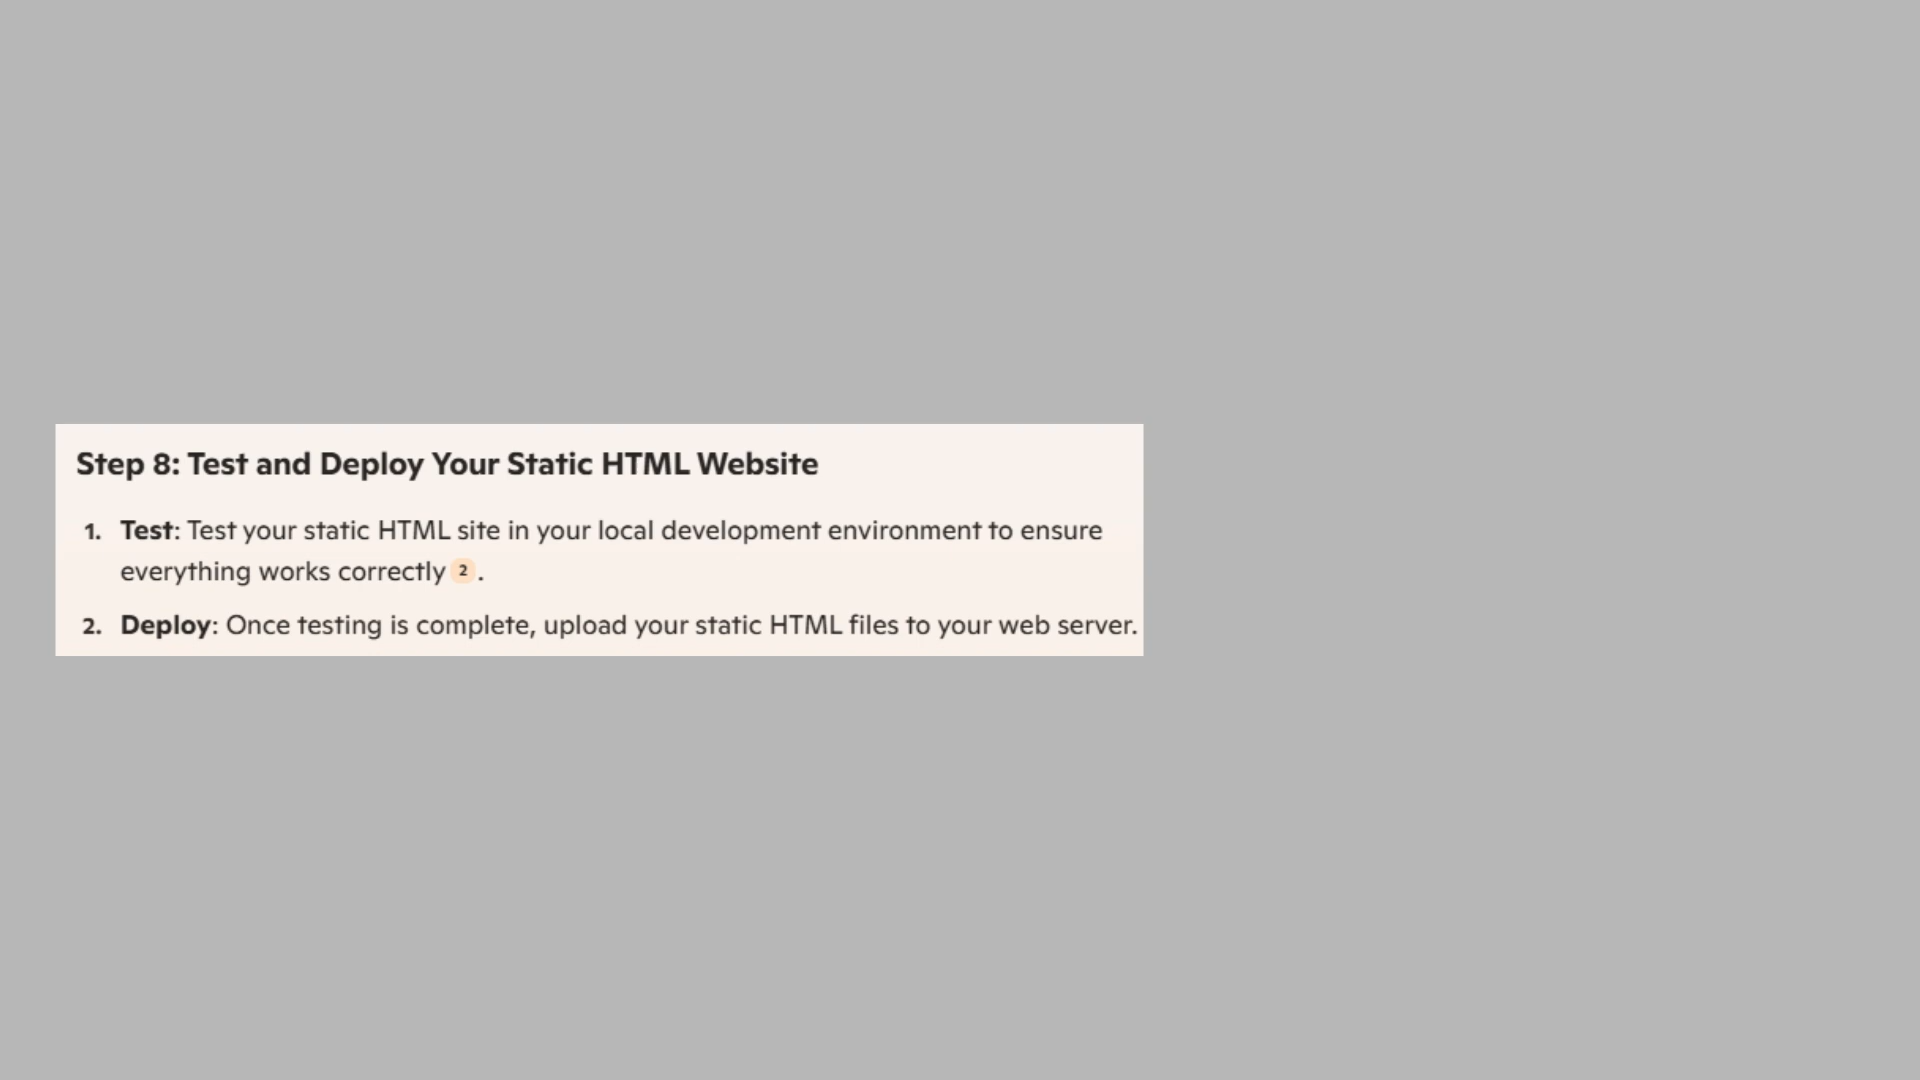 Step 8: Test and Deploy Your Static HTML Website
1. Test: Test your static HTML site in your local development environment to ensure
everything works correctly 2 .
2. Deploy: Once testing is complete, upload your static HTML files to your web server.